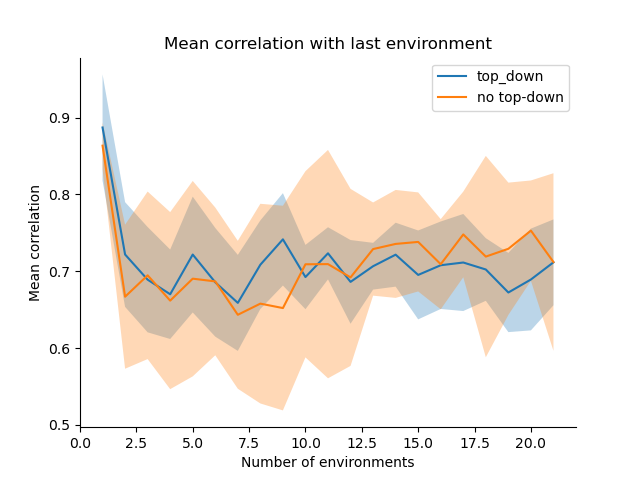 Mean correlation with last environment
top_down
no top-down
Mean correlation
0.9
0.8
0.7
0.6
0.5
0.0 2.5 5.0 7.5 10.0 12.5 15.0 17.5 20.0
Number of environments